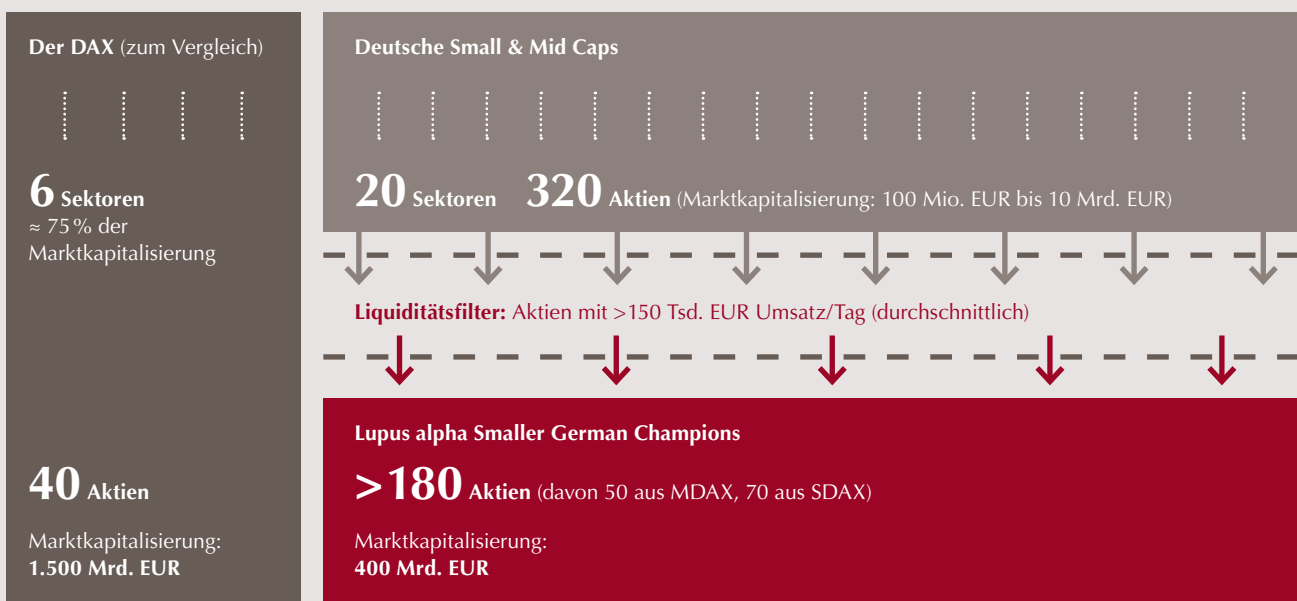 Der DAX (zum Vergleich)
6 Sektoren
≈ 75 % der
Marktkapitalisierung
40 Aktien
Marktkapitalisierung:
1.500 Mrd. EUR
Deutsche Small & Mid Caps
20 Sektoren 320 Aktien (Marktkapitalisierung: 100 Mio. EUR bis 10 Mrd. EUR)
Liquiditätsfilter: Aktien mit >150 Tsd. EUR Umsatz/Tag (durchschnittlich)
Lupus alpha Smaller German Champions
>180 Aktien (davon 50 aus MDAX, 70 aus SDAX)
Marktkapitalisierung:
400 Mrd. EUR